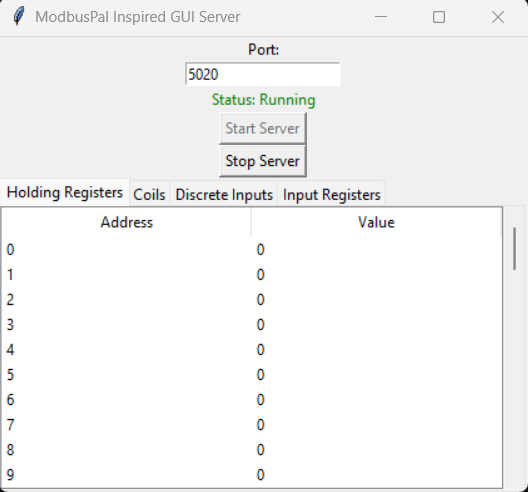 ModbusPal Inspired GUI Server
Port:
5020
Status: Running
Start Server
Stop Server
Holding Registers Coils Discrete Inputs Input Registers
Address Value
0 0
1 0
2 0
3 0
4 0
5 0
6 0
7 0
8 0
9 0